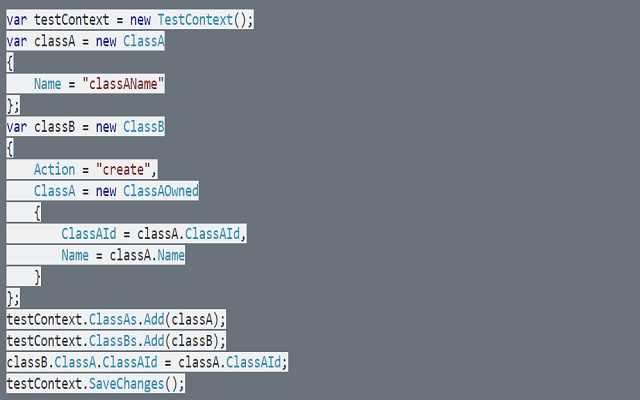 var testContext = new TestContext();
var classA = new ClassA
{
    Name = "classAName"
};
var classB = new ClassB
{
    Action = "create",
    ClassA = new ClassAOwned
    {
        ClassAId = classA.ClassAId,
        Name = classA.Name
    }
};
testContext.ClassAs.Add(classA);
testContext.ClassBs.Add(classB);
classB.ClassA.ClassAId = classA.ClassAId;
testContext.SaveChanges();